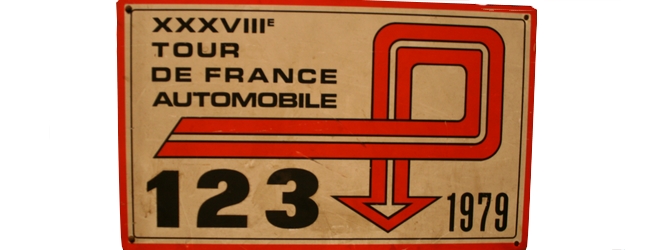 XXXVIIIE
TOUR
DE FRANCE
AUTOMOBILE
123
1979